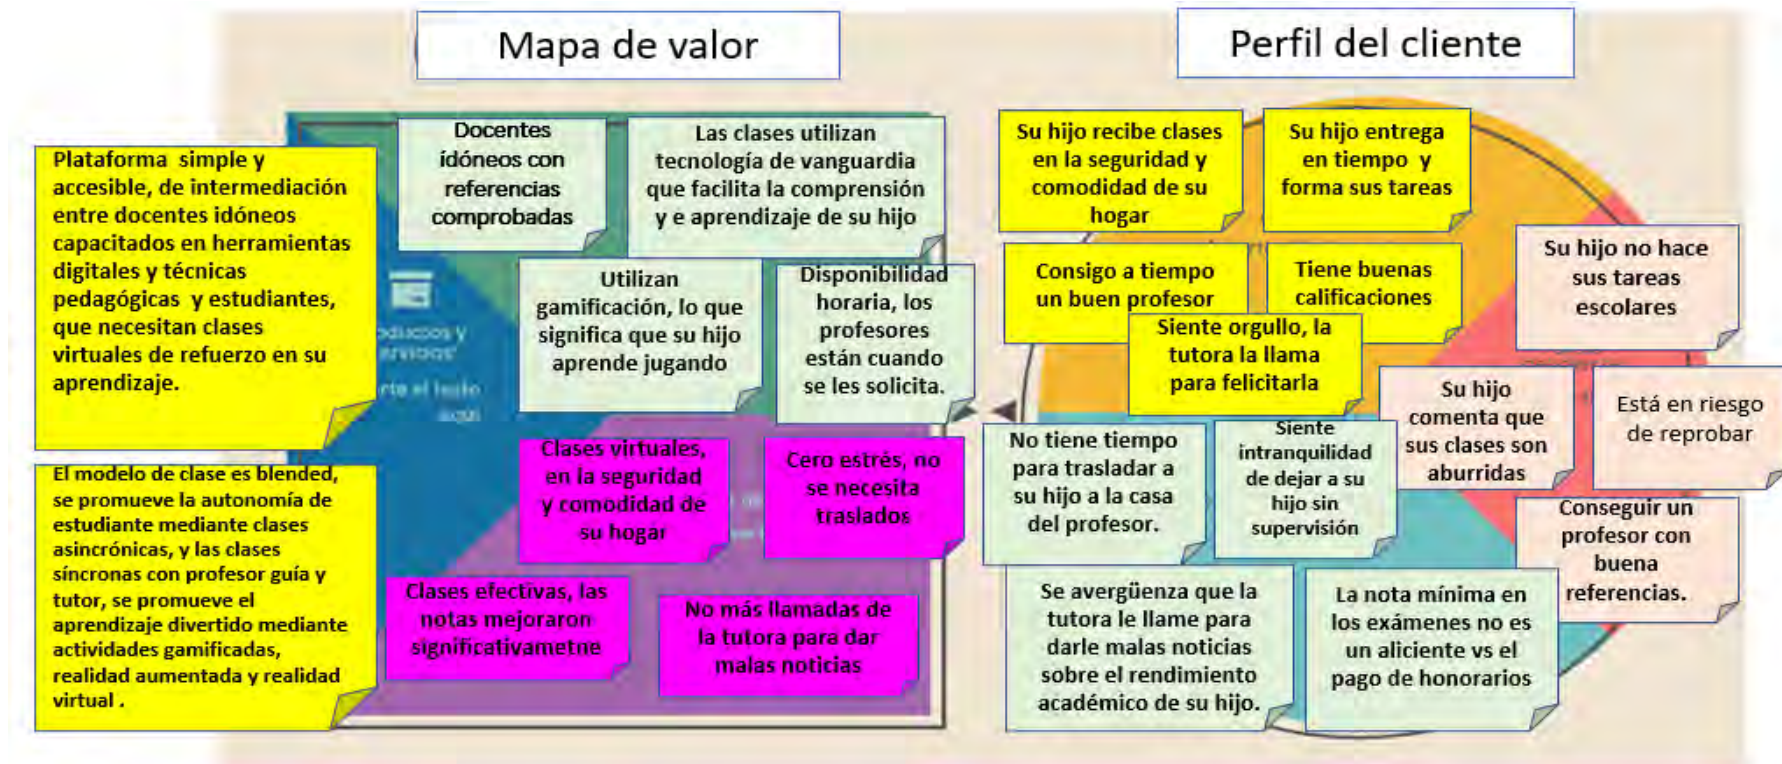 Mapa de valor
Perfil del cliente
Plataforma simple y
accesible, de intermediación
entre docentes idóneos
capacitados en herramientas
digitales y técnicas
pedagógicas y estudiantes,
que necesitan clases
virtuales de refuerzo en su
aprendizaje.
El modelo de clase es blended,
se promueve la autonomía de
estudiante mediante clases
asincrónicas, y las clases
síncronas con profesor guía y
tutor, se promueve el
aprendizaje divertido mediante
actividades gamificadas,
realidad aumentada y realidad
virtual .
Docentes
idóneos con
referencias
comprobadas
Las clases utilizan
tecnología de vanguardia
que facilita la comprensión
y e aprendizaje de su hijo
Utilizan
gamificación, lo que
significa que su hijo
aprende jugando
Disponibilidad
horaria, los
profesores
están cuando
se les solicita.
Clases virtuales,
en la seguridad
y comodidad de
su hogar
Cero estrés, no
se necesita
traslados
Clases efectivas, las
notas mejoraron
significativametne
No más llamadas de
la tutora para dar
malas noticias
Su hijo recibe clases
en la seguridad y
comodidad de su
hogar
Su hijo entrega
en tiempo y
forma sus tareas
Consigo a tiempo
un buen profesor
Tiene buenas
calificaciones
Siente orgullo, la
tutora la llama
para felicitarla
Su hijo no hace
sus tareas
escolares
Su hijo
comenta que
sus clases son
aburridas
Está en riesgo
de reprobar
Conseguir un
profesor con
buena
referencias.
No tiene tiempo
para trasladar a
su hijo a la casa
del profesor.
Siente
intranquilidad
de dejar a su
hijo sin
supervisión
Se avergüenza que la
tutora le llame para
darle malas noticias
sobre el rendimiento
académico de su hijo.
La nota mínima en
los exámenes no es
un aliciente vs el
pago de honorarios